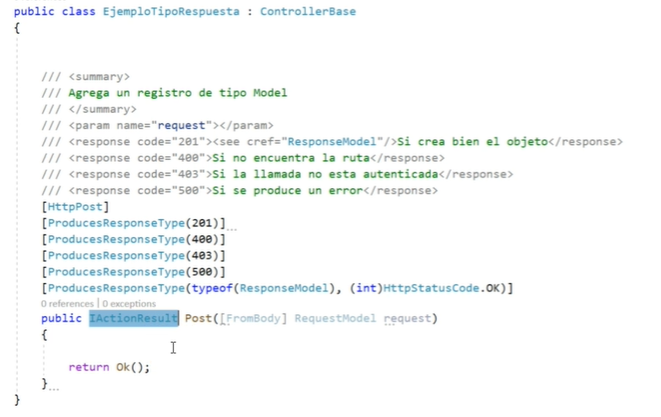 public class EjemploTipoRespuesta : ControllerBase
{
/// <summary>
/// Agrega un registro de tipo Model
/// </summary>
/// <param name="request"></param>
/// <response code="201"><see cref="ResponseModel"/>Si crea bien el objeto</response>
/// <response code="400">Si no encuentra la ruta</response>
/// <response code="403">Si la llamada no esta autenticada</response>
/// <response code="500">Si se produce un error</response>
[HttpPost]
[ProducesResponseType(201)]
[ProducesResponseType(400)]
[ProducesResponseType(403)]
[ProducesResponseType(500)]
[ProducesResponseType(typeof(ResponseModel), (int)HttpStatusCode.OK)]
0 references | 0 exceptions
public IActionResult Post([FromBody] RequestModel request)
{
return Ok();
}
}